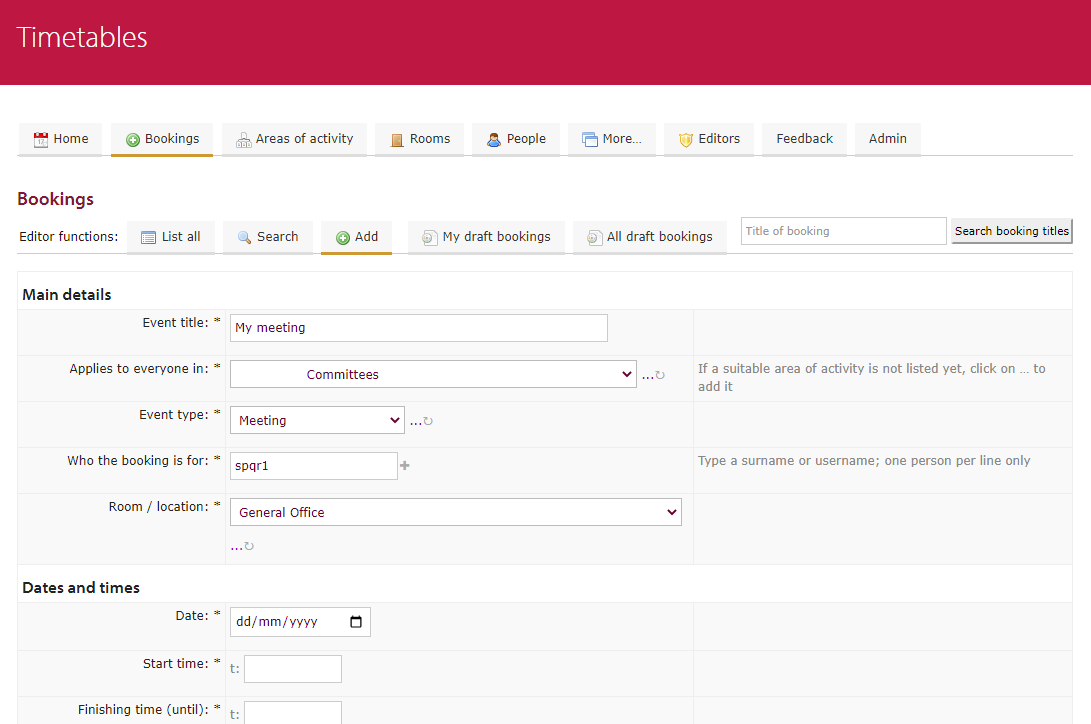 Timetables
Home Bookings Areas of activity Rooms People More... Editors Feedback Admin
Bookings
Editor functions: List all Search Add My draft bookings All draft bookings Title of booking Search booking titles
Main details
Event title: * My meeting
Applies to everyone in: * Committees ...↻ If a suitable area of activity is not listed yet, click on ... to
add it
Event type: * Meeting ...↻
Who the booking is for: * spqr1 + Type a surname or username; one person per line only
Room / location: * General Office
...↻
Dates and times
Date: * dd/mm/yyyy
Start time: * t:
Finishing time (until): * t: